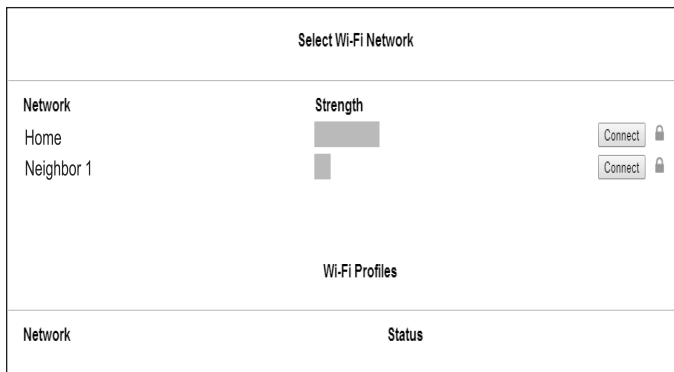 Select Wi-Fi Network
Network Strength
Home Connect
Neighbor 1 Connect
Wi-Fi Profiles
Network Status